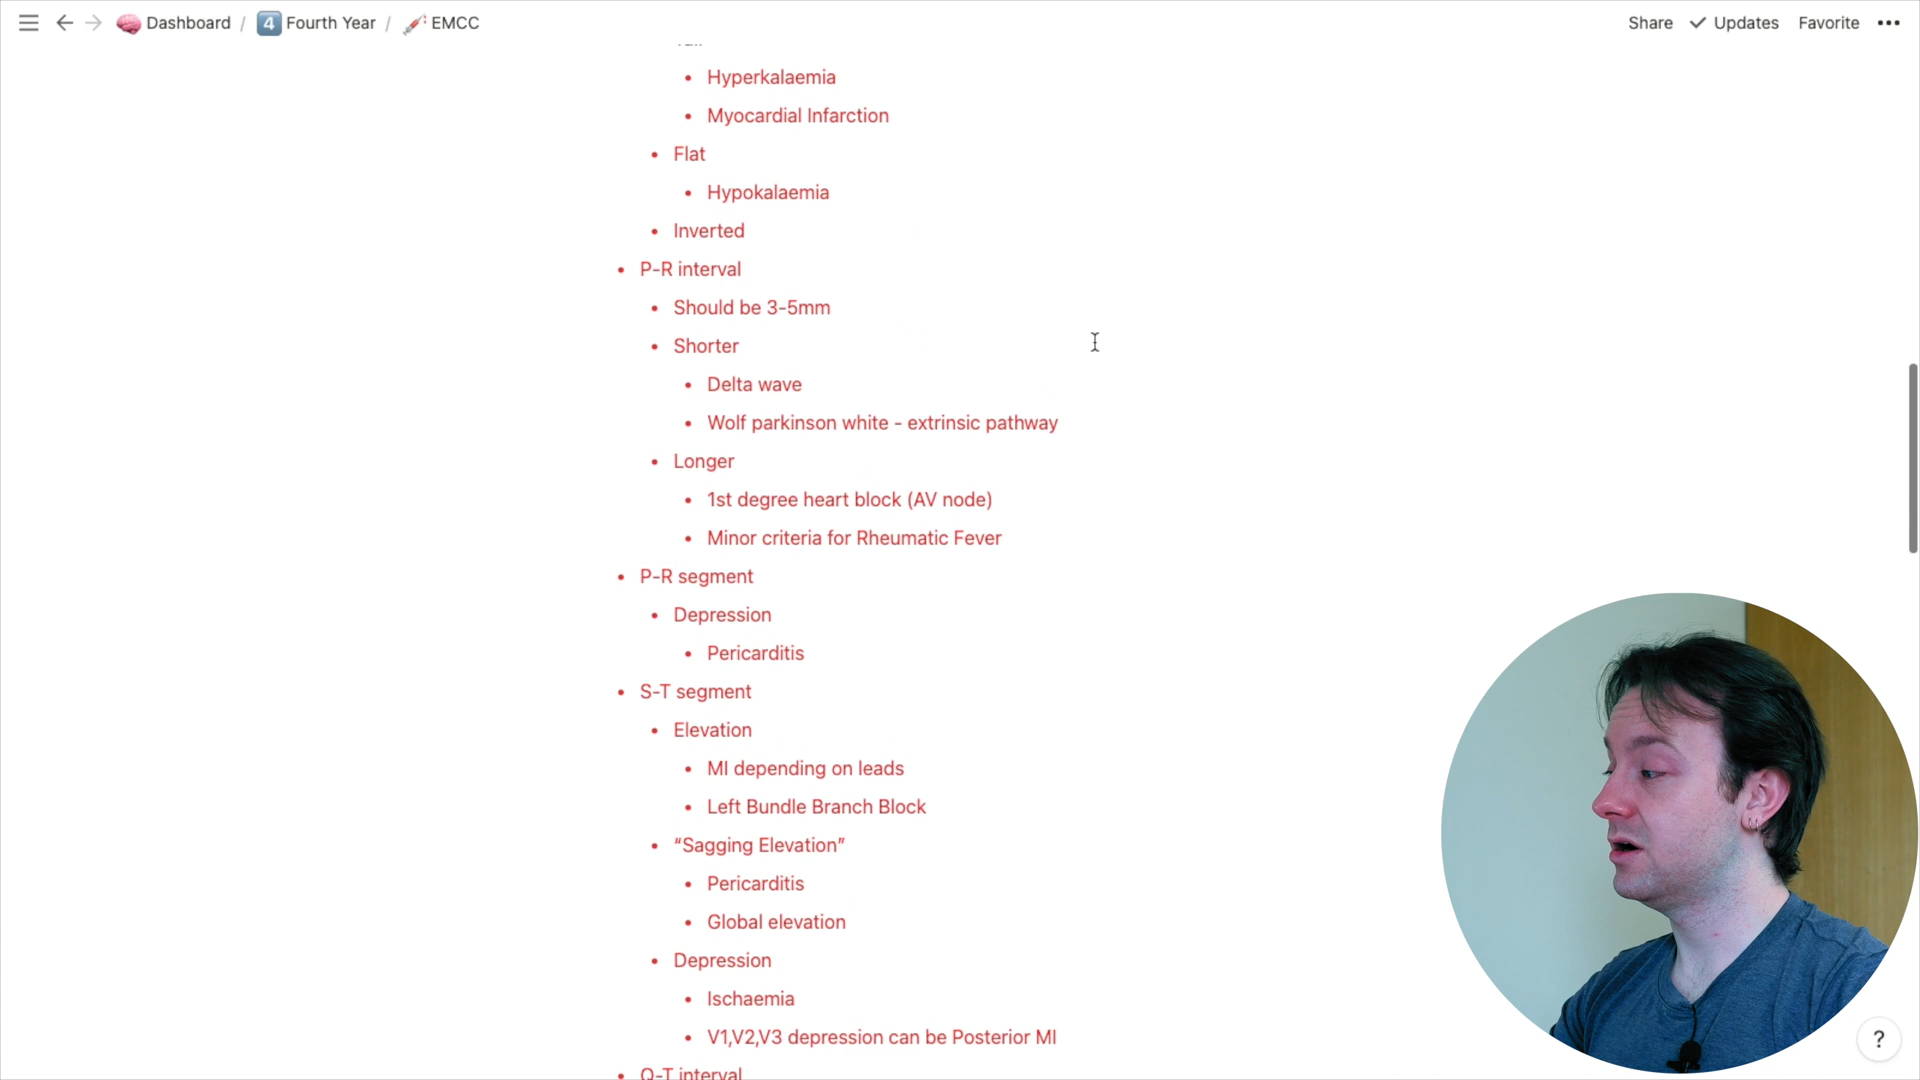 Dashboard / 4 Fourth Year / EMCC
Share Updates Favorite
Hyperkalaemia
Myocardial Infarction
Flat
Hypokalaemia
Inverted
P-R interval
Should be 3-5mm
Shorter
Delta wave
Wolf parkinson white - extrinsic pathway
Longer
1st degree heart block (AV node)
Minor criteria for Rheumatic Fever
P-R segment
Depression
Pericarditis
S-T segment
Elevation
MI depending on leads
Left Bundle Branch Block
“Sagging Elevation”
Pericarditis
Global elevation
Depression
Ischaemia
V1,V2,V3 depression can be Posterior MI
Q-T interval
?